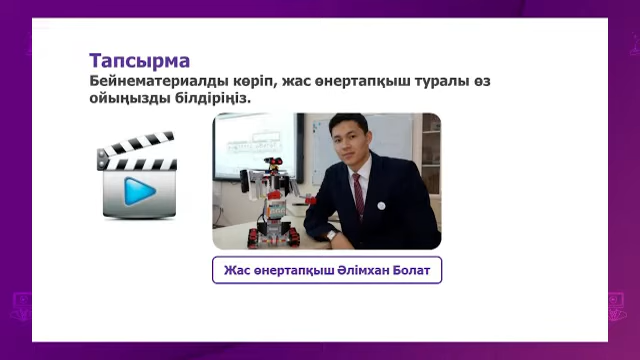 Тапсырма
Бейнематериалды көріп, жас өнертапқыш туралы өз
ойыңызды білдіріңіз.
Жас өнертапқыш Әлімхан Болат